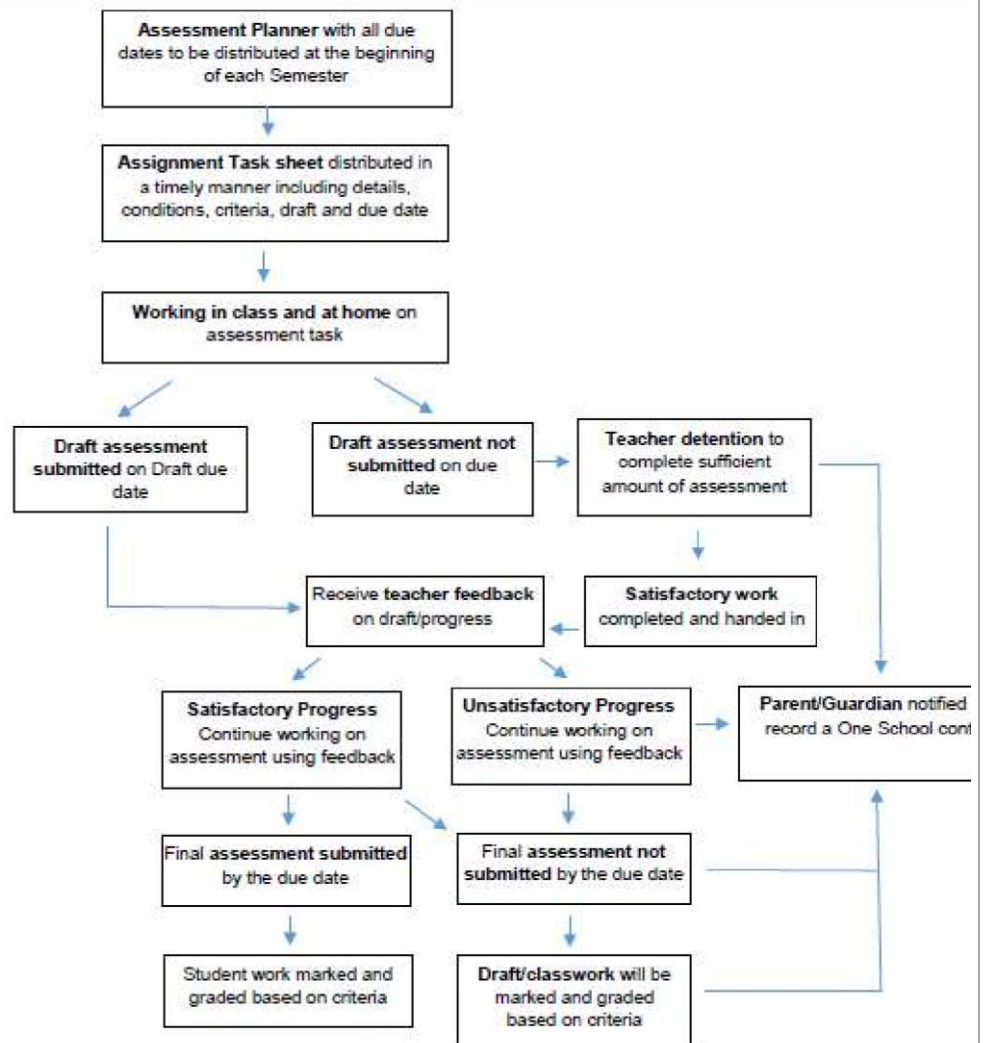 Assessment Planner with all due
dates to be distributed at the beginning
of each Semester
Assignment Task sheet distributed in
a timely manner including details,
conditions, criteria, draft and due date
Working in class and at home on
assessment task
Draft assessment
submitted on Draft due
date
Draft assessment not
submitted on due
date
Teacher detention to
complete sufficient
amount of assessment
Receive teacher feedback
on draft/progress
Satisfactory work
completed and handed in
Satisfactory Progress
Continue working on
assessment using feedback
Unsatisfactory Progress
Continue working on
assessment using feedback
Parent/Guardian notified
record a One School
Final assessment submitted
by the due date
Final assessment not
submitted by the due date
Student work marked and
graded based on criteria
Draft/classwork will be
marked and graded
based on criteria